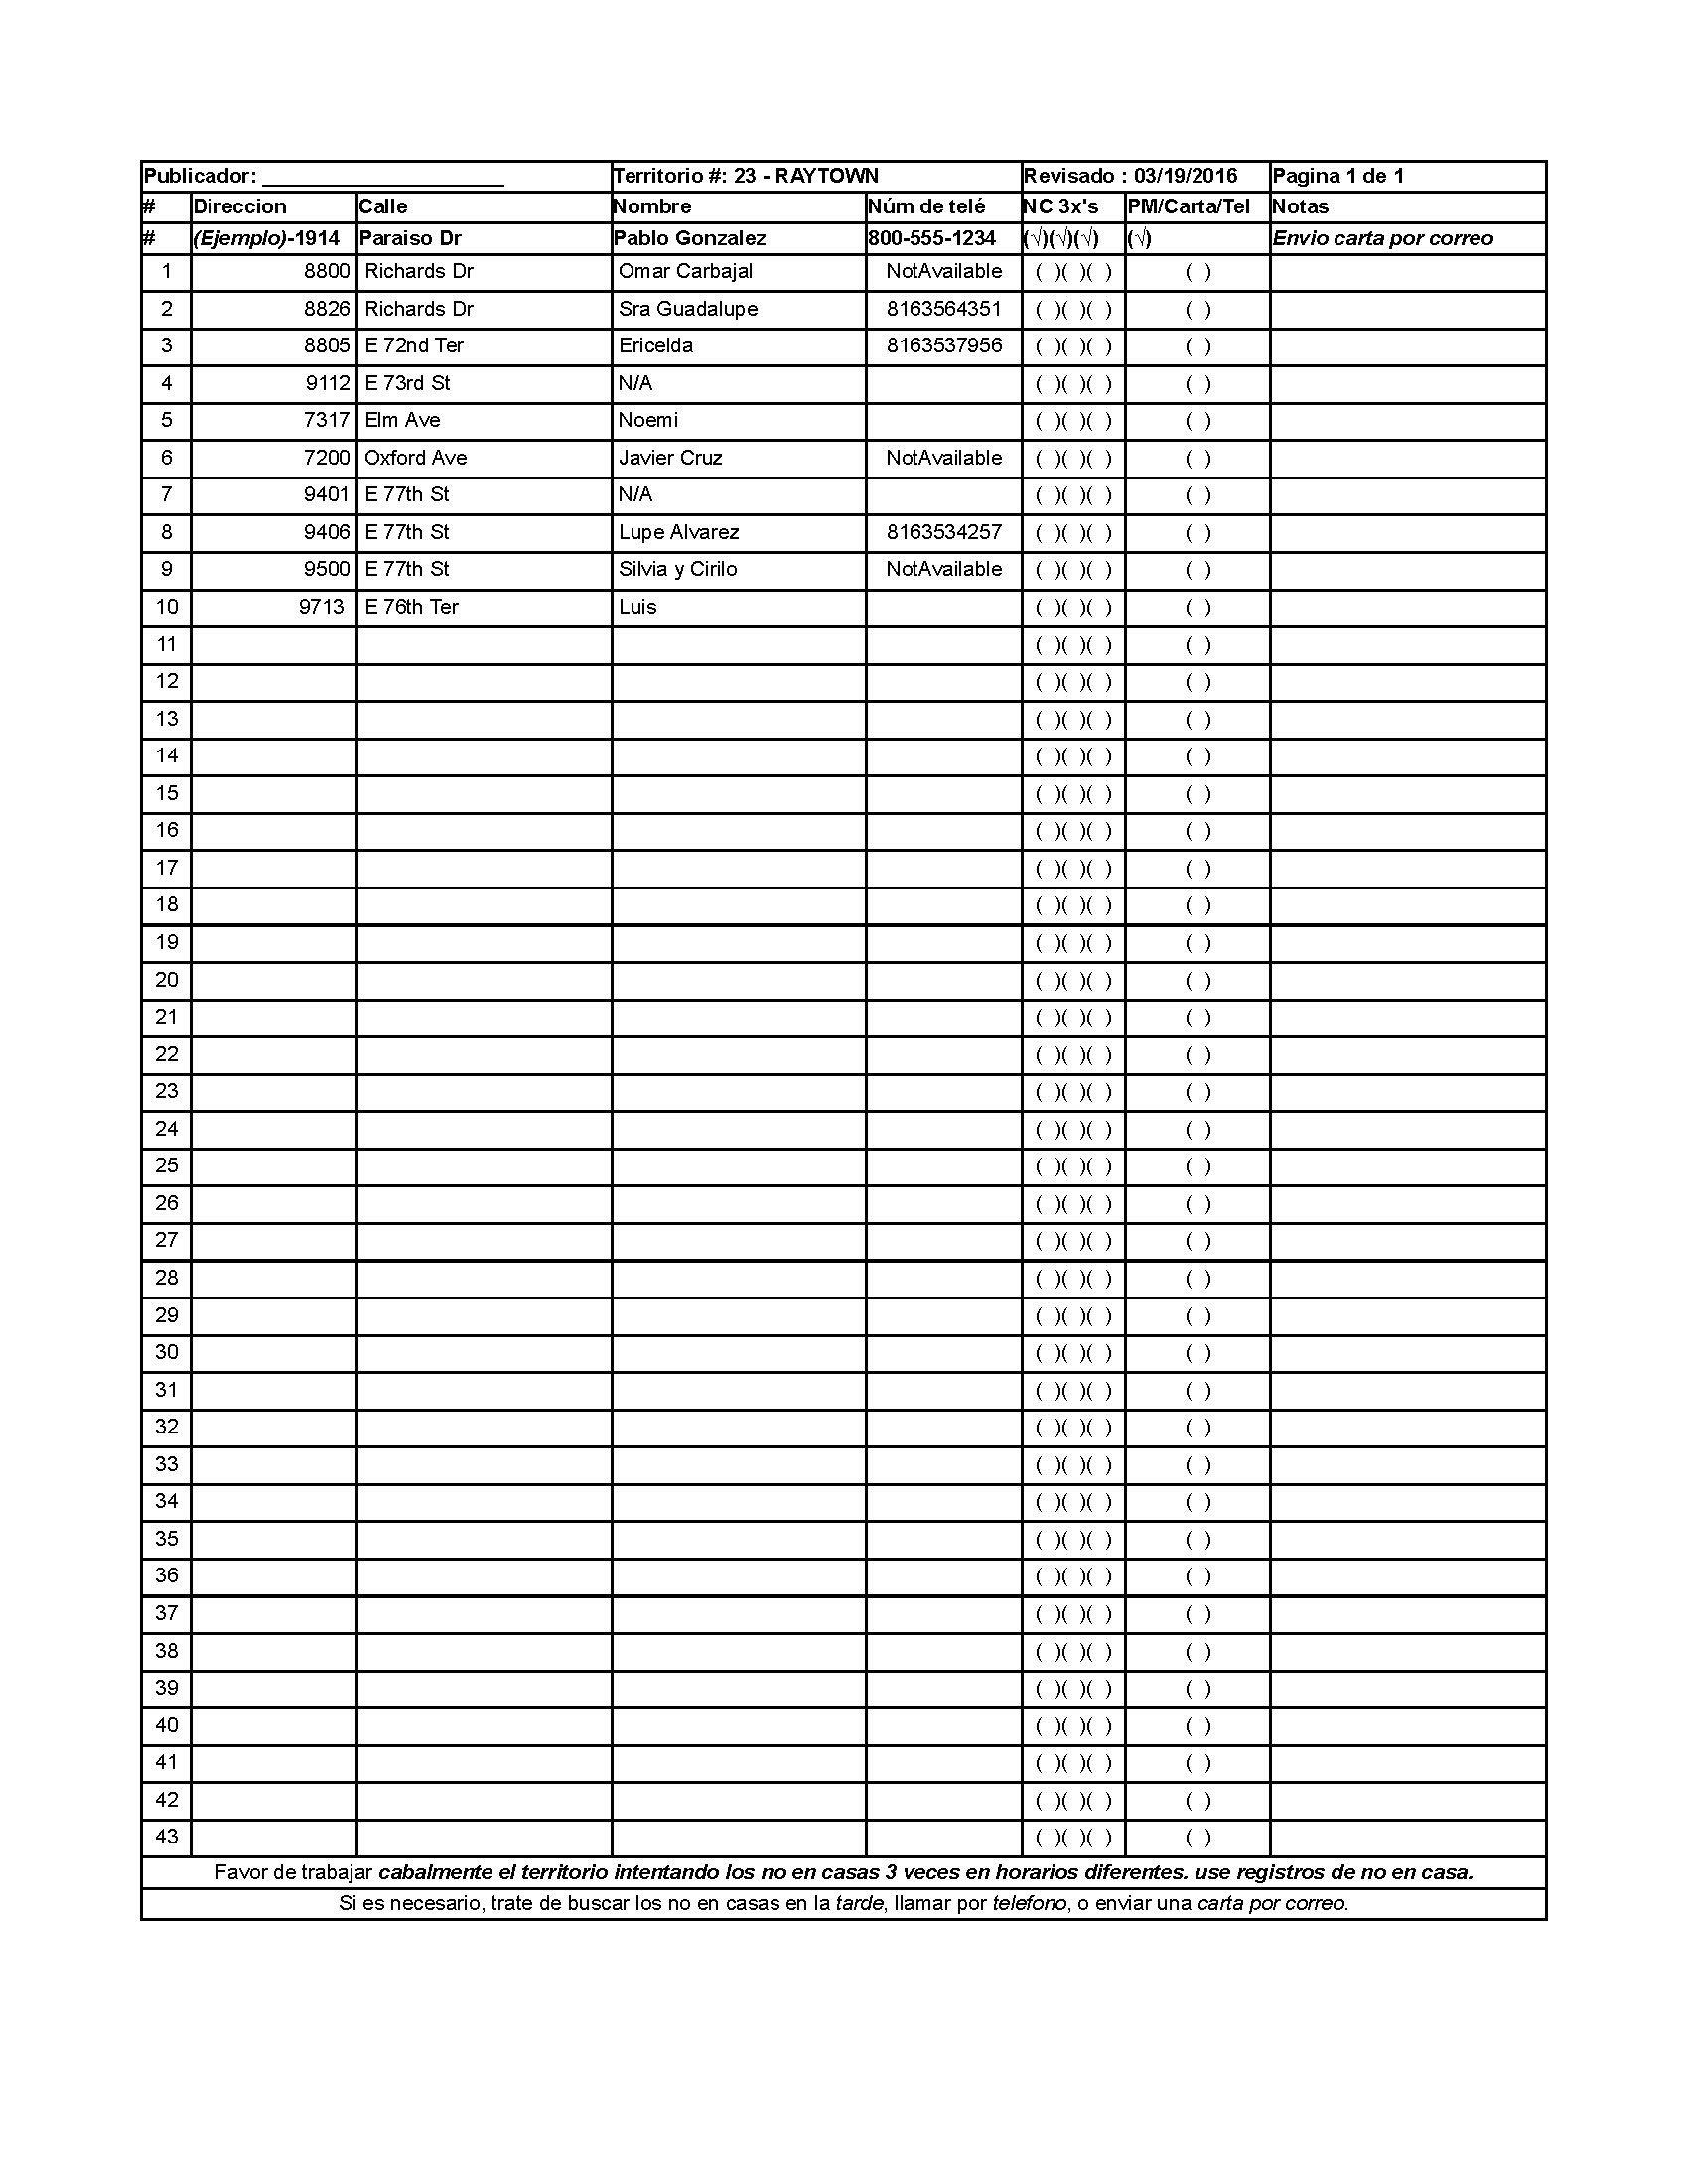 Publicador: ____________________ Territorio #: 23 - RAYTOWN Revisado : 03/19/2016 Pagina 1 de 1
# Direccion Calle Nombre Núm de telé NC 3x's PM/Carta/Tel Notas
# (Ejemplo)-1914 Paraiso Dr Pablo Gonzalez 800-555-1234 (√)(√)(√) (√) Envio carta por correo
1 8800 Richards Dr Omar Carbajal NotAvailable ( )( )( ) ( )
2 8826 Richards Dr Sra Guadalupe 8163564351 ( )( )( ) ( )
3 8805 E 72nd Ter Ericelda 8163537956 ( )( )( ) ( )
4 9112 E 73rd St N/A ( )( )( ) ( )
5 7317 Elm Ave Noemi ( )( )( ) ( )
6 7200 Oxford Ave Javier Cruz NotAvailable ( )( )( ) ( )
7 9401 E 77th St N/A ( )( )( ) ( )
8 9406 E 77th St Lupe Alvarez 8163534257 ( )( )( ) ( )
9 9500 E 77th St Silvia y Cirilo NotAvailable ( )( )( ) ( )
10 9713 E 76th Ter Luis ( )( )( ) ( )
11 ( )( )( ) ( )
12 ( )( )( ) ( )
13 ( )( )( ) ( )
14 ( )( )( ) ( )
15 ( )( )( ) ( )
16 ( )( )( ) ( )
17 ( )( )( ) ( )
18 ( )( )( ) ( )
19 ( )( )( ) ( )
20 ( )( )( ) ( )
21 ( )( )( ) ( )
22 ( )( )( ) ( )
23 ( )( )( ) ( )
24 ( )( )( ) ( )
25 ( )( )( ) ( )
26 ( )( )( ) ( )
27 ( )( )( ) ( )
28 ( )( )( ) ( )
29 ( )( )( ) ( )
30 ( )( )( ) ( )
31 ( )( )( ) ( )
32 ( )( )( ) ( )
33 ( )( )( ) ( )
34 ( )( )( ) ( )
35 ( )( )( ) ( )
36 ( )( )( ) ( )
37 ( )( )( ) ( )
38 ( )( )( ) ( )
39 ( )( )( ) ( )
40 ( )( )( ) ( )
41 ( )( )( ) ( )
42 ( )( )( ) ( )
43 ( )( )( ) ( )
Favor de trabajar cabalmente el territorio intentando los no en casas 3 veces en horarios diferentes. use registros de no en casa.
Si es necesario, trate de buscar los no en casas en la tarde, llamar por telefono, o enviar una carta por correo.